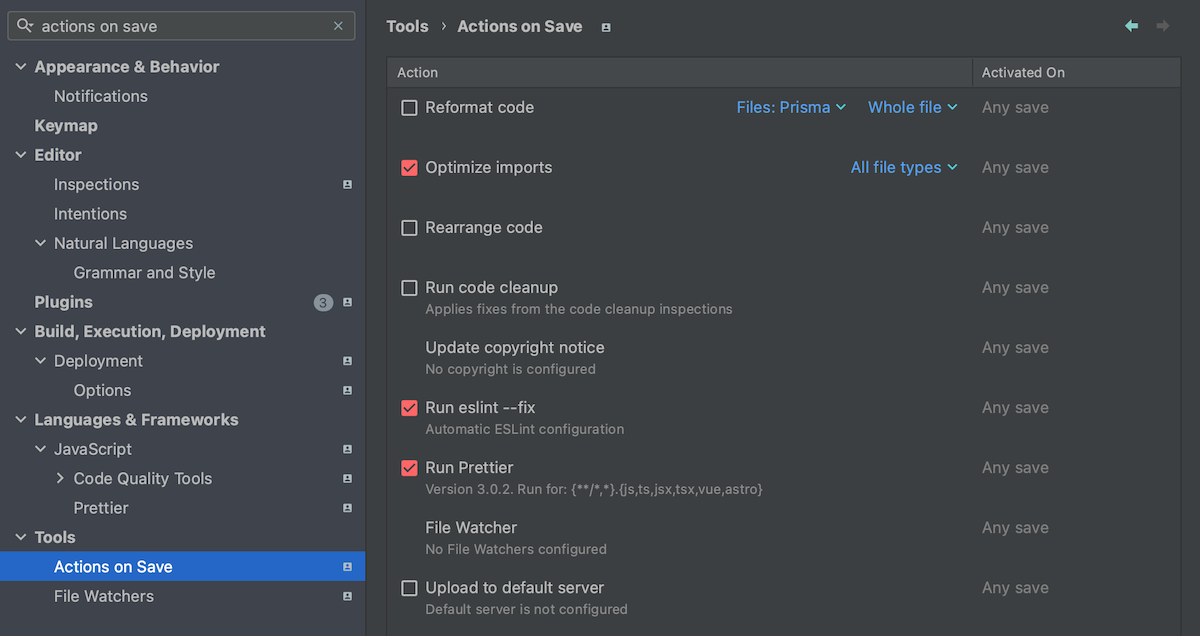 actions on save
Appearance & Behavior
Notifications
Keymap
Editor
Inspections
Intentions
Natural Languages
Grammar and Style
Plugins 3
Build, Execution, Deployment
Deployment
Options
Languages & Frameworks
JavaScript
Code Quality Tools
Prettier
Tools
Actions on Save
File Watchers
Tools › Actions on Save
Action Activated On
Reformat code Files: Prisma Whole file Any save
Optimize imports All file types Any save
Rearrange code Any save
Run code cleanup Any save
Applies fixes from the code cleanup inspections
Update copyright notice Any save
No copyright is configured
Run eslint --fix Any save
Automatic ESLint configuration
Run Prettier Any save
Version 3.0.2. Run for: {**/*,*}.{js,ts,jsx,tsx,vue,astro}
File Watcher Any save
No File Watchers configured
Upload to default server Any save
Default server is not configured